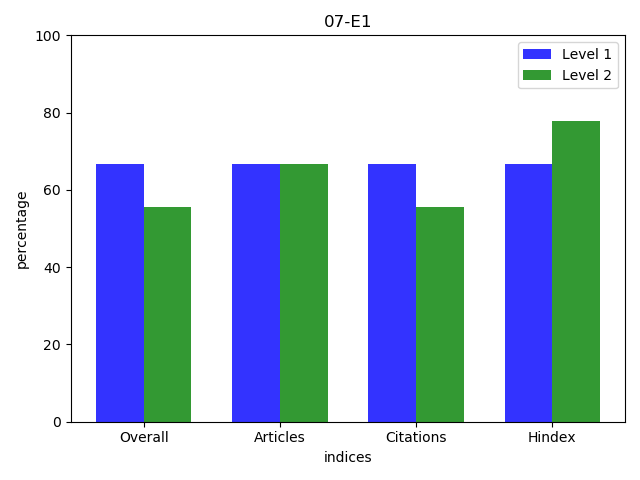 07-E1
Level 1
Level 2
100
80
60
40
20
0
percentage
Overall Articles Citations Hindex
indices